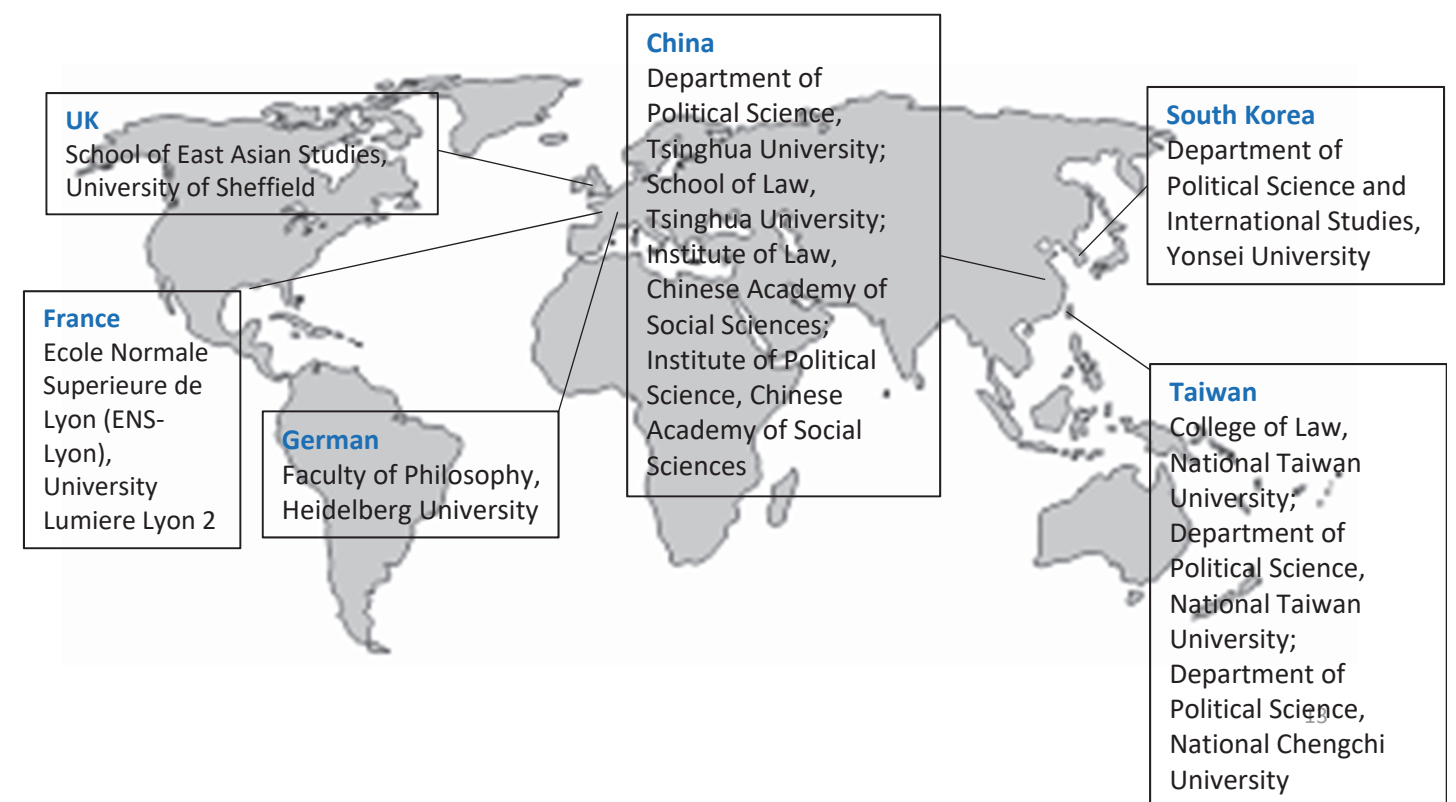 UK
School of East Asian Studies,
University of Sheffield
France
Ecole Normale
Superieure de
Lyon (ENS-
Lyon),
University
Lumiere Lyon 2
German
Faculty of Philosophy,
Heidelberg University
China
Department of
Political Science,
Tsinghua University;
School of Law,
Tsinghua University;
Institute of Law,
Chinese Academy of
Social Sciences;
Institute of Political
Science, Chinese
Academy of Social
Sciences
South Korea
Department of
Political Science and
International Studies,
Yonsei University
Taiwan
College of Law,
National Taiwan
University;
Department of
Political Science,
National Taiwan
University;
Department of
Political Science,
National Chengchi
University
13